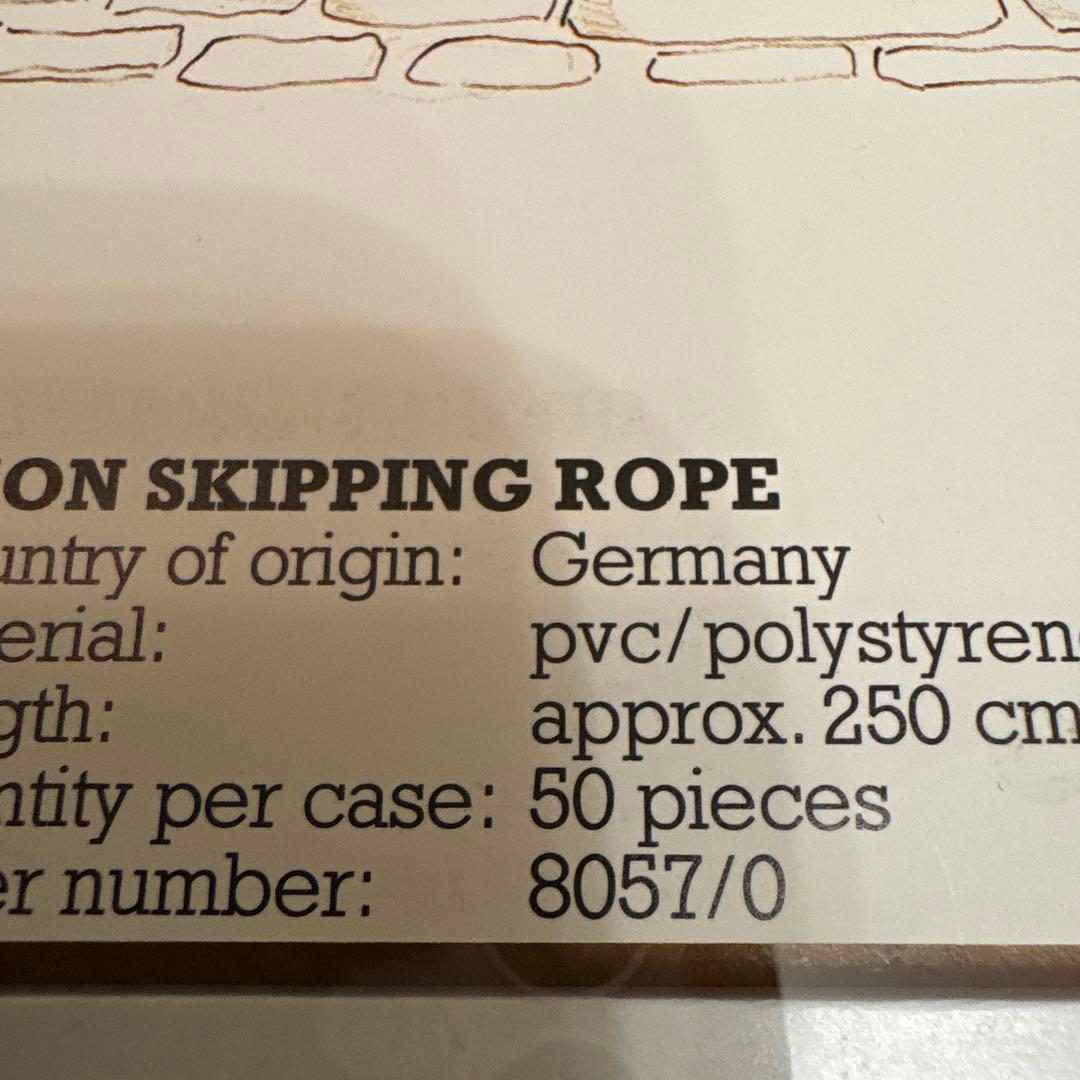 ON SKIPPING ROPE
untry of origin: Germany
erial: pvc/polystyren
gth: approx. 250 cm
ntity per case: 50 pieces
er number: 8057/0